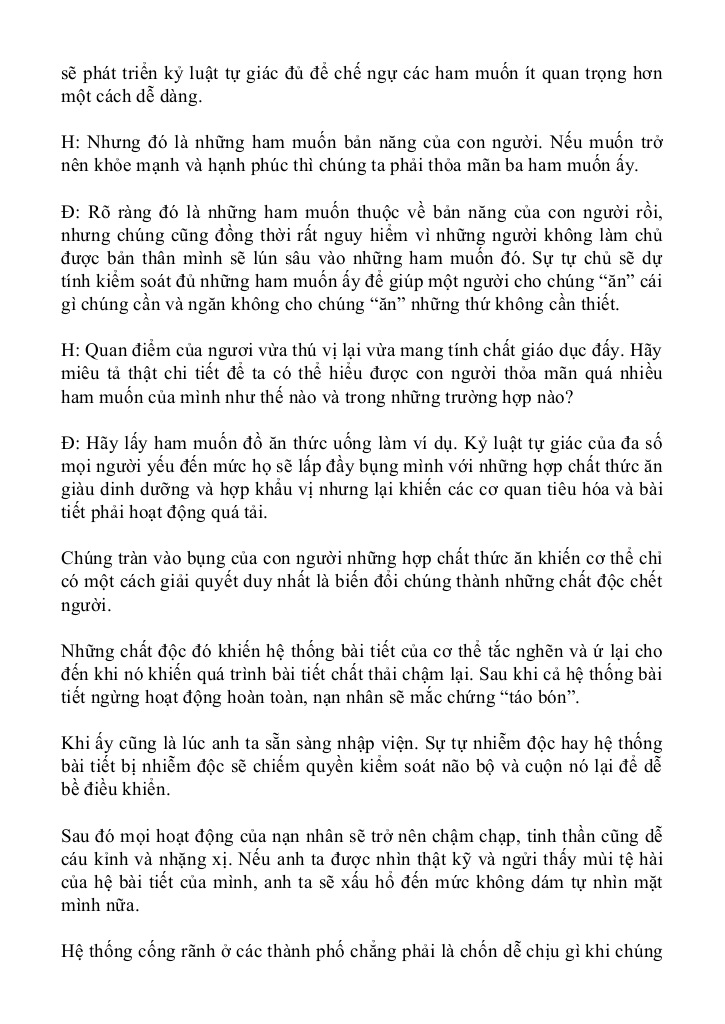 sẽ phát triển kỷ luật tự giác đủ để chế ngự các ham muốn ít quan trọng hơn
một cách dễ dàng.
H: Nhưng đó là những ham muốn bản năng của con người. Nếu muốn trở
nên khỏe mạnh và hạnh phúc thì chúng ta phải thỏa mãn ba ham muốn ấy.
Đ: Rõ ràng đó là những ham muốn thuộc về bản năng của con người rồi,
nhưng chúng cũng đồng thời rất nguy hiểm vì những người không làm chủ
được bản thân mình sẽ lún sâu vào những ham muốn đó. Sự tự chủ sẽ dự
tính kiểm soát đủ những ham muốn ấy để giúp một người cho chúng “ăn” cái
gì chúng cần và ngăn không cho chúng “ăn” những thứ không cần thiết.
H: Quan điểm của ngươi vừa thú vị lại vừa mang tính chất giáo dục đấy. Hãy
miêu tả thật chi tiết để ta có thể hiểu được con người thỏa mãn quá nhiều
ham muốn của mình như thế nào và trong những trường hợp nào?
Đ: Hãy lấy ham muốn đồ ăn thức uống làm ví dụ. Kỷ luật tự giác của đa số
mọi người yếu đến mức họ sẽ lấp đầy bụng mình với những hợp chất thức ăn
giàu dinh dưỡng và hợp khẩu vị nhưng lại khiến các cơ quan tiêu hóa và bài
tiết phải hoạt động quá tải.
Chúng tràn vào bụng của con người những hợp chất thức ăn khiến cơ thể chỉ
có một cách giải quyết duy nhất là biến đổi chúng thành những chất độc chết
người.
Những chất độc đó khiến hệ thống bài tiết của cơ thể tắc nghẽn và ứ lại cho
đến khi nó khiến quá trình bài tiết chất thải chậm lại. Sau khi cả hệ thống bài
tiết ngừng hoạt động hoàn toàn, nạn nhân sẽ mắc chứng “táo bón”.
Khi ấy cũng là lúc anh ta sẵn sàng nhập viện. Sự tự nhiễm độc hay hệ thống
bài tiết bị nhiễm độc sẽ chiếm quyền kiểm soát não bộ và cuộn nó lại để dễ
bề điều khiển.
Sau đó mọi hoạt động của nạn nhân sẽ trở nên chậm chạp, tinh thần cũng dễ
cáu kỉnh và nhặng xị. Nếu anh ta được nhìn thật kỹ và ngửi thấy mùi tệ hài
của hệ bài tiết của mình, anh ta sẽ xấu hổ đến mức không dám tự nhìn mặt
mình nữa.
Hệ thống cống rãnh ở các thành phố chẳng phải là chốn dễ chịu gì khi chúng